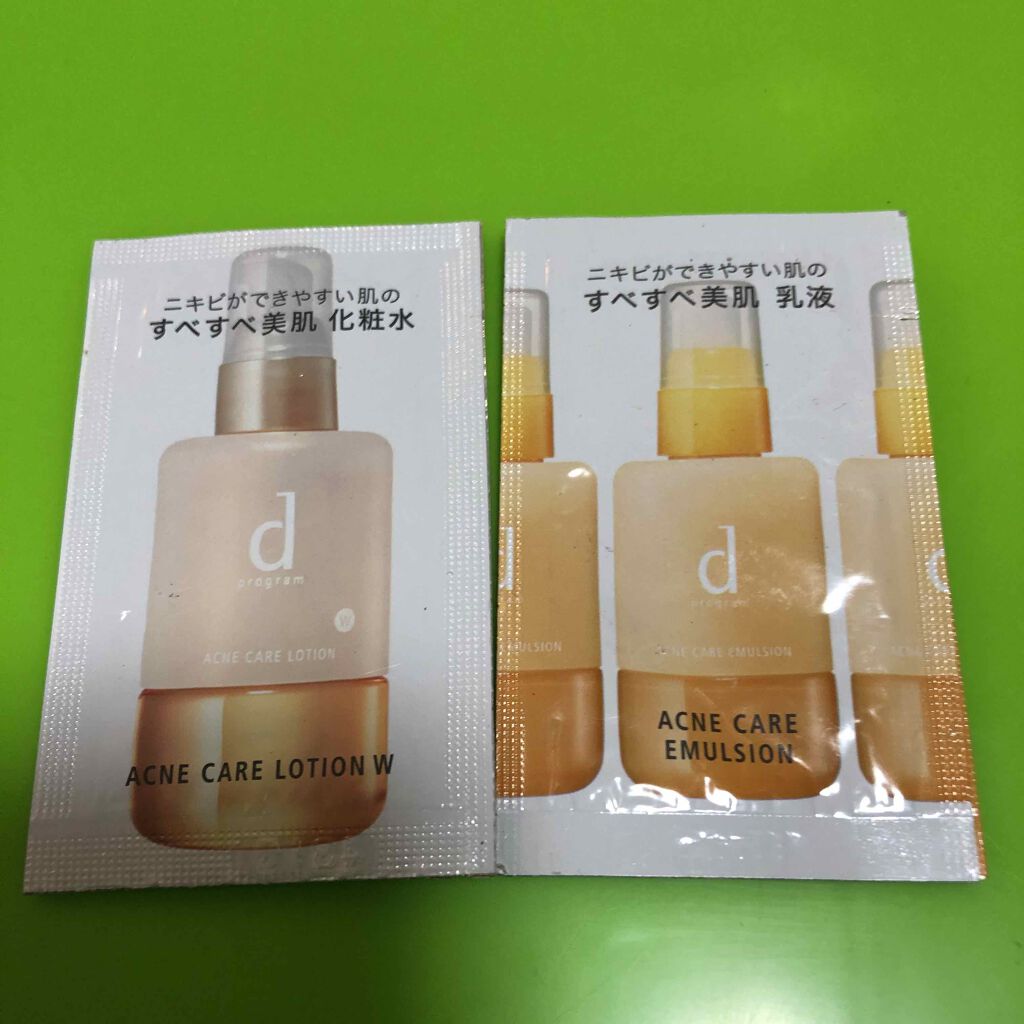 ニキビができやすい肌の
すべすべ美肌 化粧水
d
program
W
ACNE CARE LOTION
ACNE CARE LOTION W
ニキビができやすい肌の
すべすべ美肌 乳液
d
program
ACNE CARE EMULSION
ACNE CARE
EMULSION